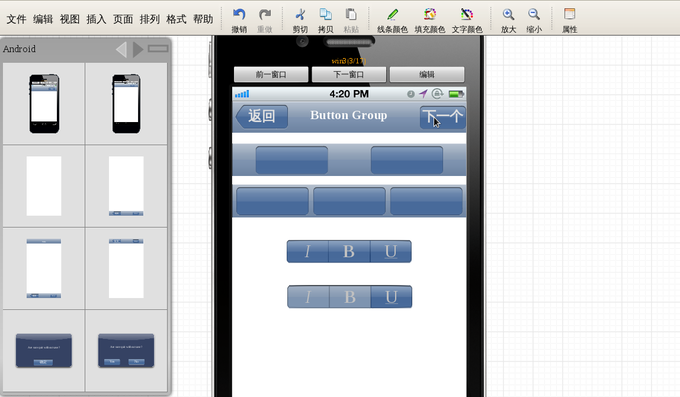 文件 编辑 视图 插入 页面 排列 格式 帮助
撤销 重做 剪切 拷贝 粘贴 线条颜色 填充颜色 文字颜色 放大 缩小 属性
Android
win3(3/17)
前一窗口 下一窗口 编辑
4:20 PM
返回 Button Group 下一个
I B U
I B U